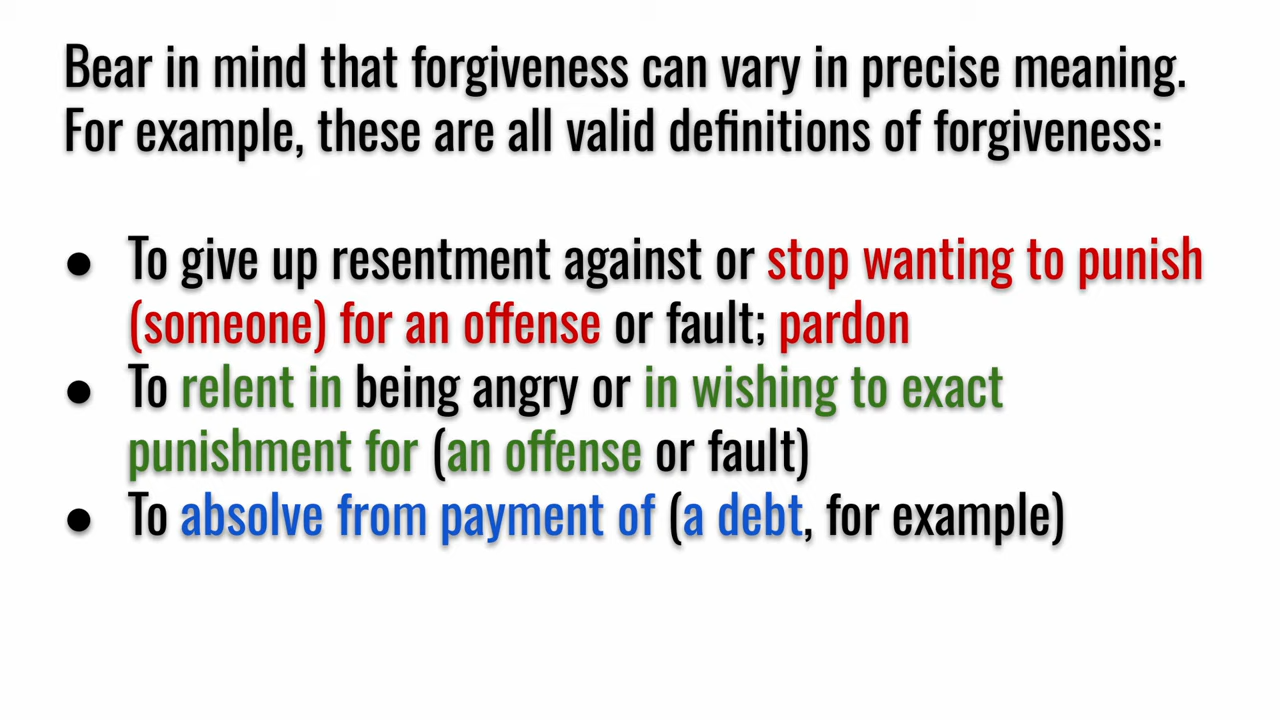 Bear in mind that forgiveness can vary in precise meaning.
For example, these are all valid definitions of forgiveness:
● To give up resentment against or stop wanting to punish
(someone) for an offense or fault; pardon
● To relent in being angry or in wishing to exact
punishment for (an offense or fault)
● To absolve from payment of (a debt, for example)